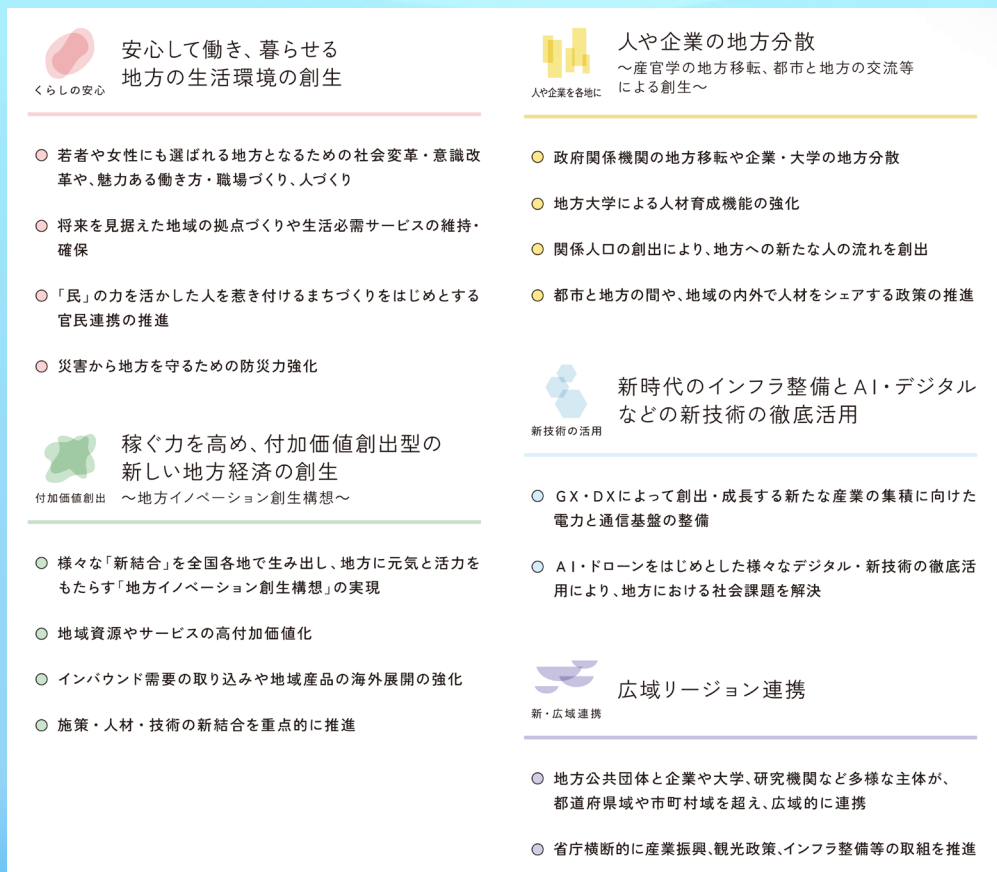 くらしの安心
安心して働き、暮らせる
地方の生活環境の創生
若者や女性にも選ばれる地方となるための社会変革・意識改
革や、魅力ある働き方・職場づくり、人づくり
将来を見据えた地域の拠点づくりや生活必需サービスの維持・
確保
「民」の力を活かした人を惹き付けるまちづくりをはじめとする
官民連携の推進
災害から地方を守るための防災力強化
付加価値創出
稼ぐ力を高め、付加価値創出型の
新しい地方経済の創生
～地方イノベーション創生構想～
様々な「新結合」を全国各地で生み出し、地方に元気と活力を
もたらす「地方イノベーション創生構想」の実現
地域資源やサービスの高付加価値化
インバウンド需要の取り込みや地域産品の海外展開の強化
施策・人材・技術の新結合を重点的に推進
人や企業を各地に
人や企業の地方分散
～産官学の地方移転、都市と地方の交流等
による創生～
政府関係機関の地方移転や企業・大学の地方分散
地方大学による人材育成機能の強化
関係人口の創出により、地方への新たな人の流れを創出
都市と地方の間や、地域の内外で人材をシェアする政策の推進
新技術の活用
新時代のインフラ整備とAI・デジタル
などの新技術の徹底活用
GX・DXによって創出・成長する新たな産業の集積に向けた
電力と通信基盤の整備
AI・ドローンをはじめとした様々なデジタル・新技術の徹底活
用により、地方における社会課題を解決
新・広域連携
広域リージョン連携
地方公共団体と企業や大学、研究機関など多様な主体が、
都道府県域や市町村域を超え、広域的に連携
省庁横断的に産業振興、観光政策、インフラ整備等の取組を推進